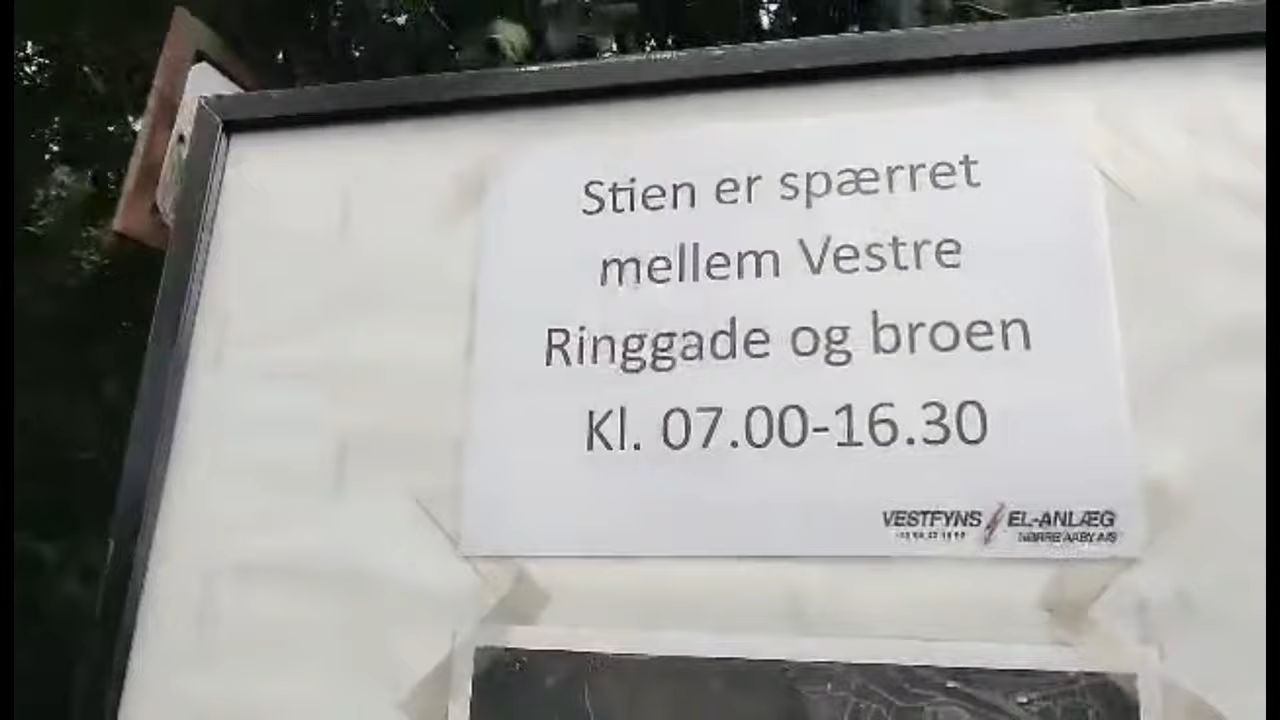 Stien er spærret
mellem Vestre
Ringgade og broen
Kl. 07.00-16.30
VESTFYNS EL-ANLÆG
NØRRE AABY A/S